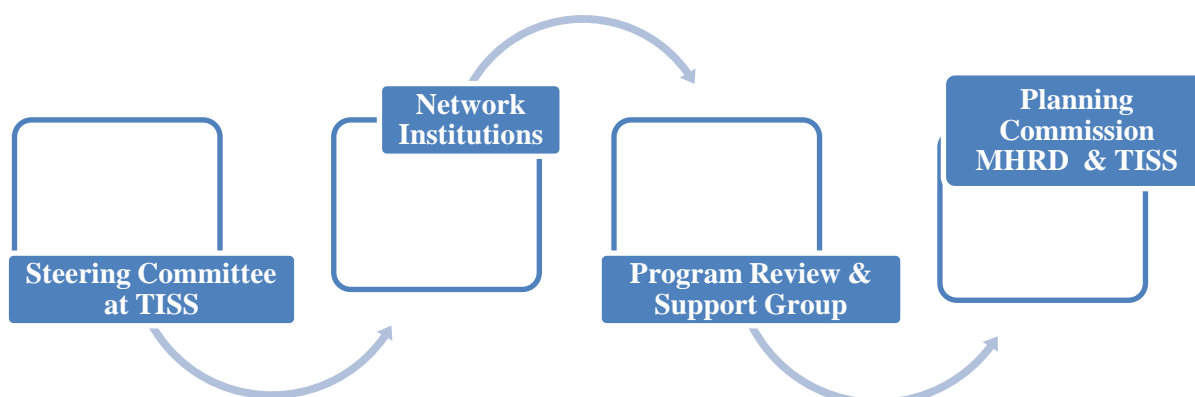 Steering Committee
at TISS
Network
Institutions
Program Review &
Support Group
Planning
Commission
MHRD & TISS